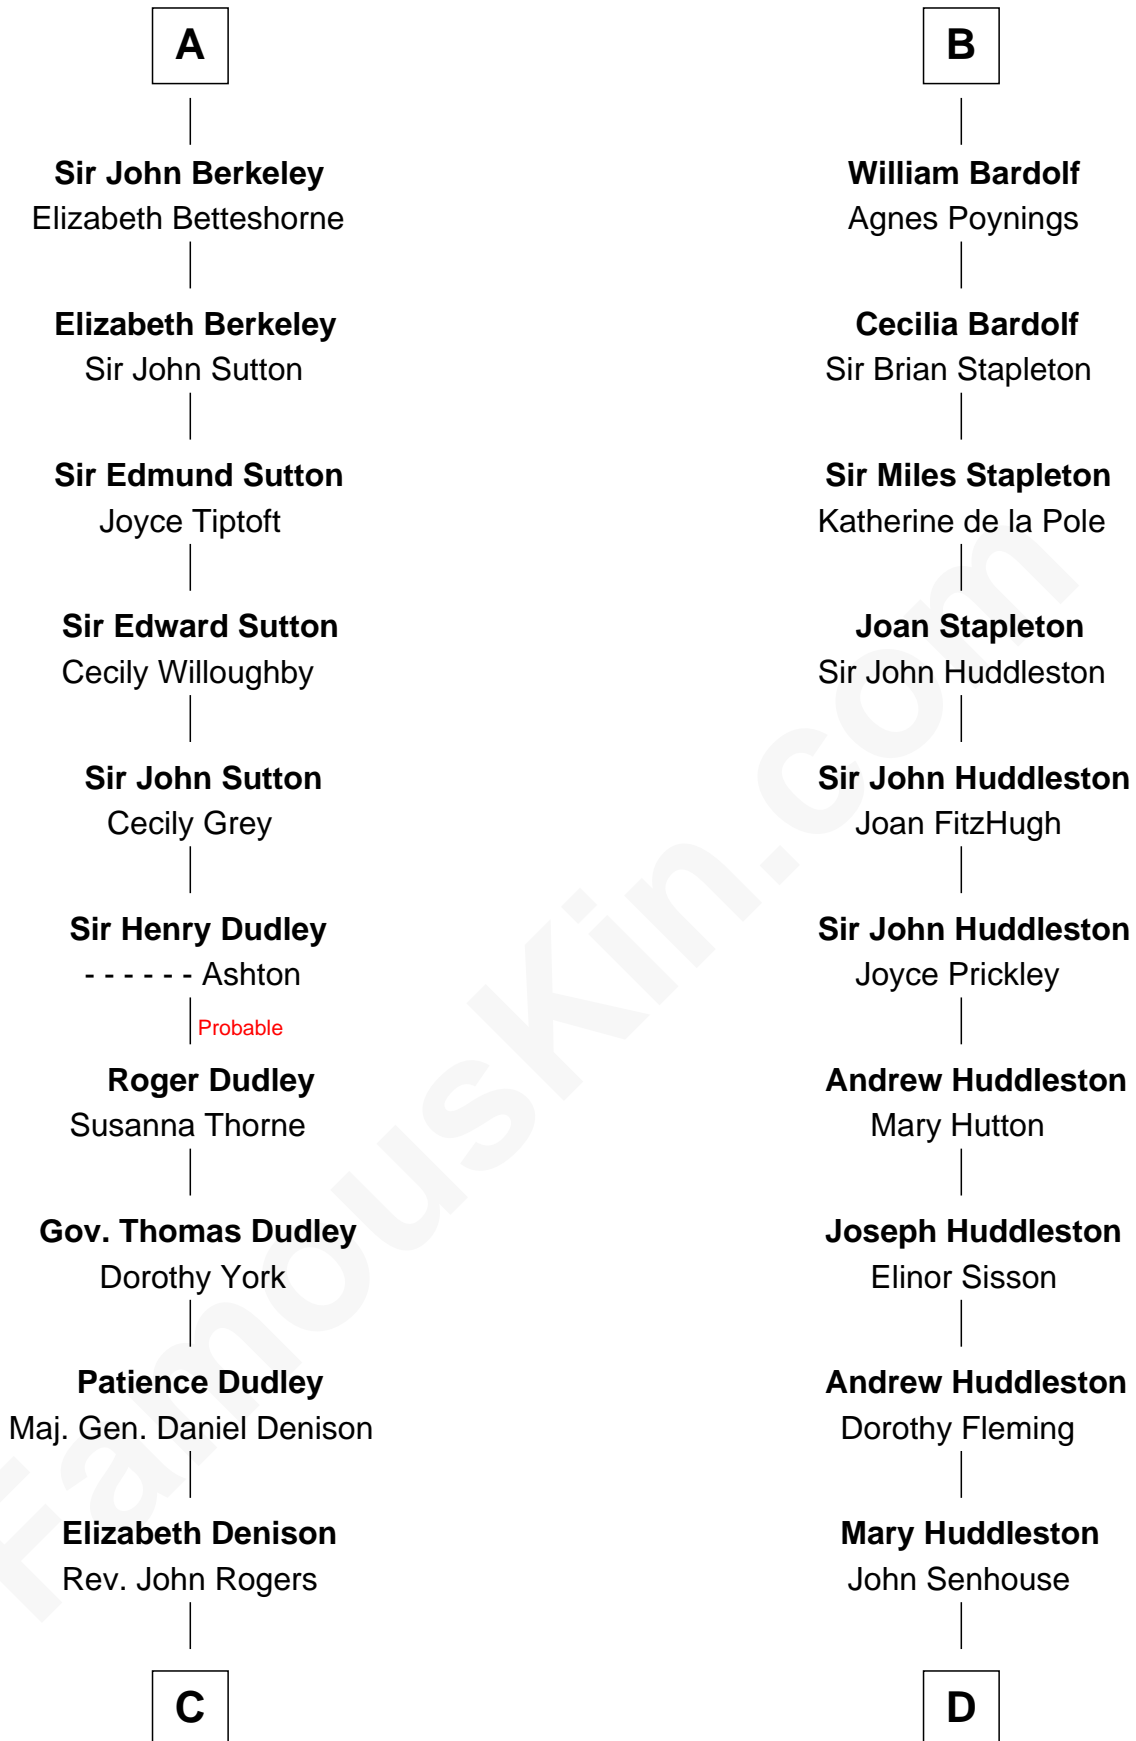 A
Sir John Berkeley
Elizabeth Betteshorne
Elizabeth Berkeley
Sir John Sutton
Sir Edmund Sutton
Joyce Tiptoft
Sir Edward Sutton
Cecily Willoughby
Sir John Sutton
Cecily Grey
Sir Henry Dudley
- - - - - - Ashton
Probable
Roger Dudley
Susanna Thorne
Gov. Thomas Dudley
Dorothy York
Patience Dudley
Maj. Gen. Daniel Denison
Elizabeth Denison
Rev. John Rogers
C
B
William Bardolf
Agnes Poynings
Cecilia Bardolf
Sir Brian Stapleton
Sir Miles Stapleton
Katherine de la Pole
Joan Stapleton
Sir John Huddleston
Sir John Huddleston
Joan FitzHugh
Sir John Huddleston
Joyce Prickley
Andrew Huddleston
Mary Hutton
Joseph Huddleston
Elinor Sisson
Andrew Huddleston
Dorothy Fleming
Mary Huddleston
John Senhouse
D
FamousKin.com